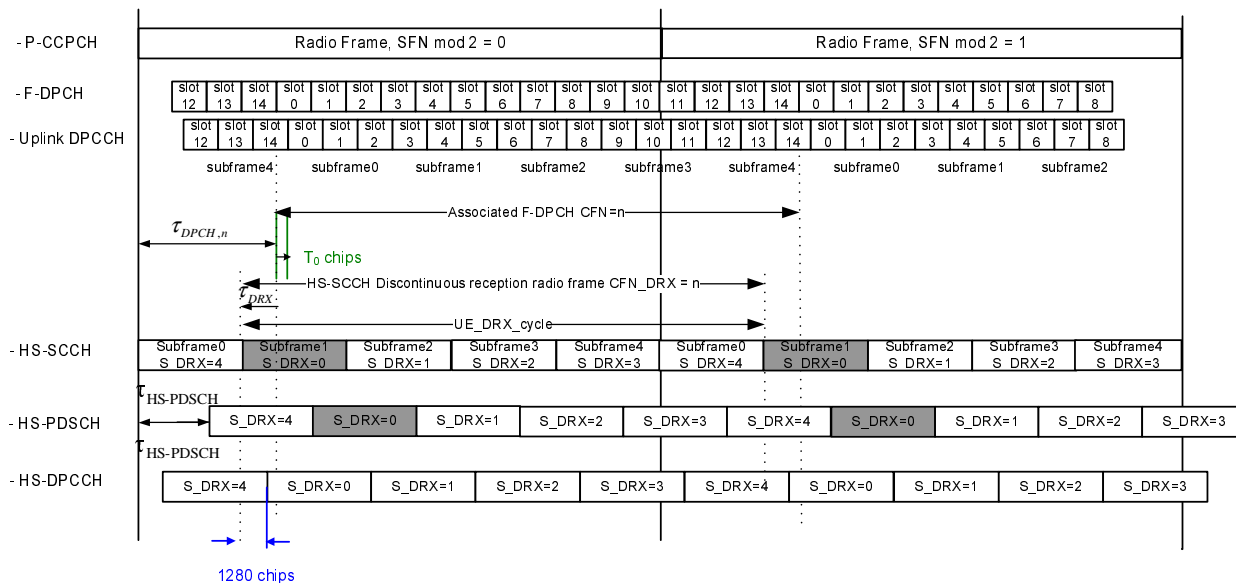 - P-CCPCH
Radio Frame, SFN mod 2 = 0
Radio Frame, SFN mod 2 = 1
- F-DPCH
slot slot slot slot slot slot slot slot slot slot slot slot slot slot slot slot slot slot slot slot slot slot slot slot slot slot slot
12 13 14 0 1 2 3 4 5 6 7 8 9 10 11 12 13 14 0 1 2 3 4 5 6 7 8
- Uplink DPCCH
slot slot slot slot slot slot slot slot slot slot slot slot slot slot slot slot slot slot slot slot slot slot slot slot slot slot slot
12 13 14 0 1 2 3 4 5 6 7 8 9 10 11 12 13 14 0 1 2 3 4 5 6 7 8
subframe4 subframe0 subframe1 subframe2 subframe3 subframe4 subframe0 subframe1 subframe2
Associated F-DPCH CFN=n
τDPCH,n
T0 chips
HS-SCCH Discontinuous reception radio frame CFN_DRX = n
τDRX
UE_DRX_cycle
- HS-SCCH
Subframe0 Subframe1 Subframe2 Subframe3 Subframe4 Subframe0 Subframe1 Subframe2 Subframe3 Subframe4
S_DRX=4 S_DRX=0 S_DRX=1 S_DRX=2 S_DRX=3 S_DRX=4 S_DRX=0 S_DRX=1 S_DRX=2 S_DRX=3
τHS-PDSCH
- HS-PDSCH
S_DRX=4 S_DRX=0 S_DRX=1 S_DRX=2 S_DRX=3 S_DRX=4 S_DRX=0 S_DRX=1 S_DRX=2 S_DRX=3
τHS-PDSCH
- HS-DPCCH
S_DRX=4 S_DRX=0 S_DRX=1 S_DRX=2 S_DRX=3 S_DRX=4 S_DRX=0 S_DRX=1 S_DRX=2 S_DRX=3
1280 chips